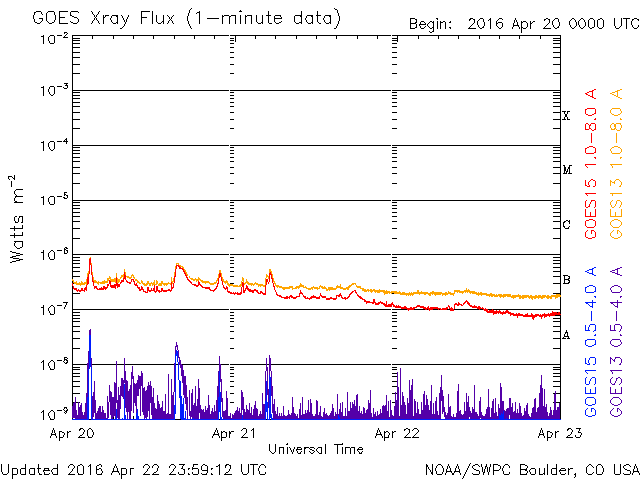 GOES Xray Flux (1-minute data)
Begin: 2016 Apr 20 0000 UTC
10^-2
10^-3
10^-4
10^-5
10^-6
10^-7
10^-8
10^-9
Watts m^-2
X
M
C
B
A
GOES15 1.0-8.0 A
GOES13 1.0-8.0 A
GOES15 0.5-4.0 A
GOES13 0.5-4.0 A
Apr 20
Apr 21
Apr 22
Apr 23
Universal Time
Updated 2016 Apr 22 23:59:12 UTC
NOAA/SWPC Boulder, CO USA